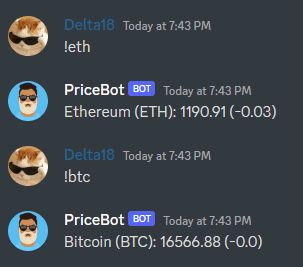 Delta18 Today at 7:43 PM
!eth
PriceBot BOT Today at 7:43 PM
Ethereum (ETH): 1190.91 (-0.03)
Delta18 Today at 7:43 PM
!btc
PriceBot BOT Today at 7:43 PM
Bitcoin (BTC): 16566.88 (-0.0)